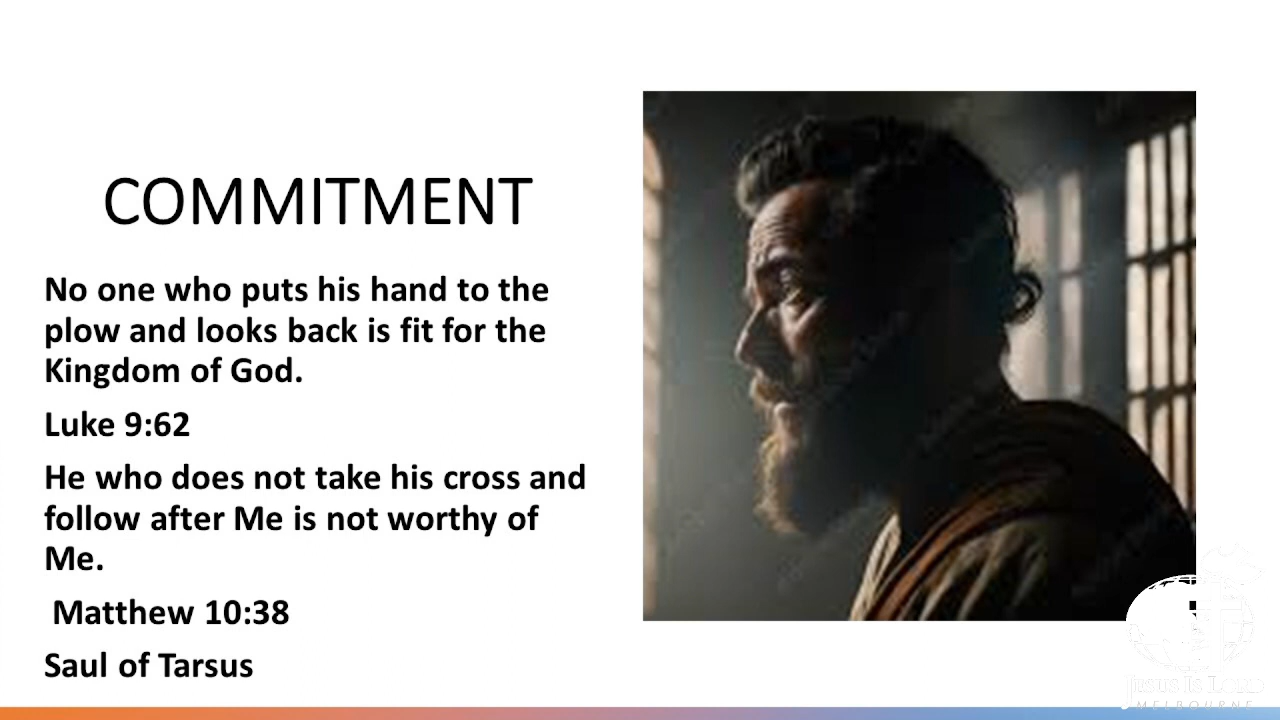 COMMITMENT
No one who puts his hand to the
plow and looks back is fit for the
Kingdom of God.
Luke 9:62
He who does not take his cross and
follow after Me is not worthy of
Me.
Matthew 10:38
Saul of Tarsus
JESUS IS LORD
MELBOURNE